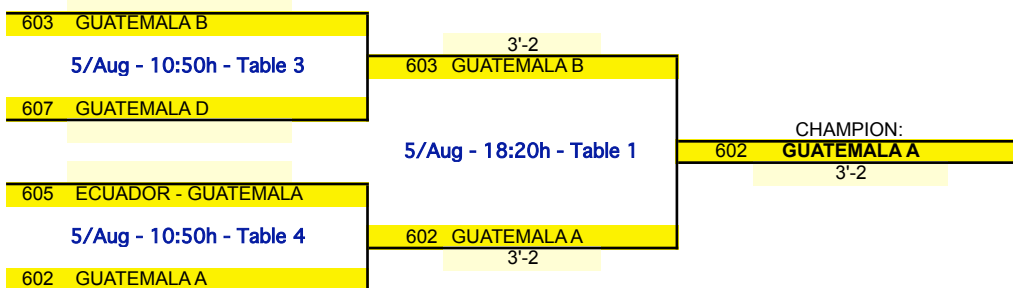 603 GUATEMALA B
5/Aug - 10:50h - Table 3
607 GUATEMALA D
3'-2
603 GUATEMALA B
5/Aug - 18:20h - Table 1
CHAMPION:
602 GUATEMALA A
3'-2
605 ECUADOR - GUATEMALA
5/Aug - 10:50h - Table 4
602 GUATEMALA A
602 GUATEMALA A
3'-2